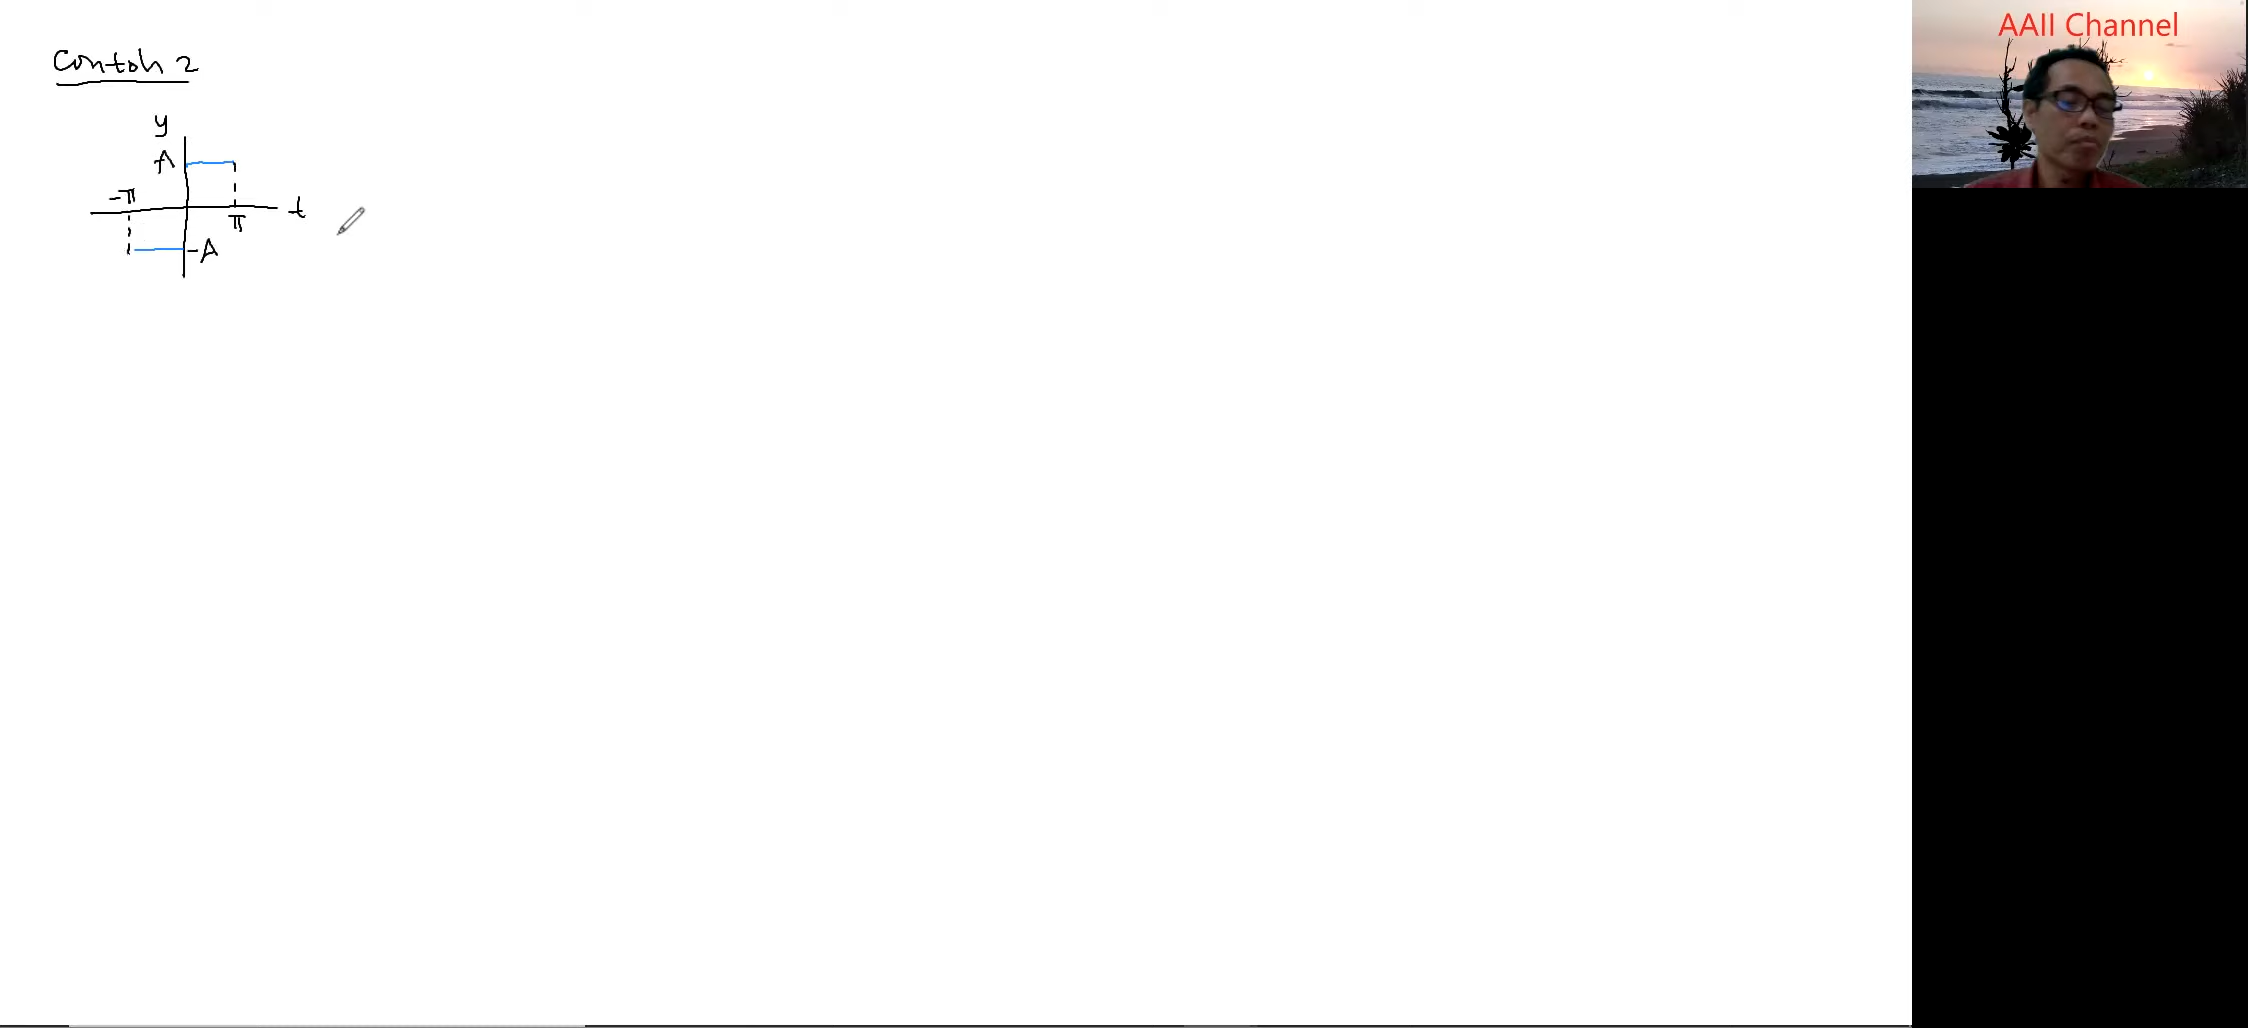 Contoh 2
y
A
-π
t
π
-A
AAII Channel